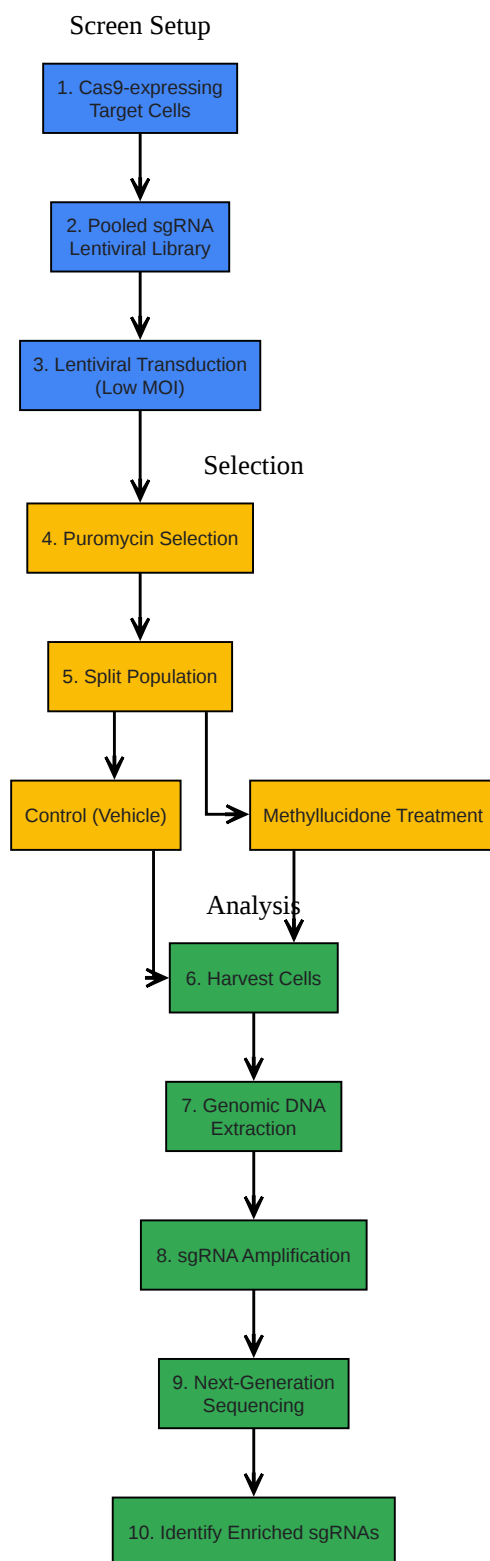 Screen Setup
1. Cas9-expressing
Target Cells
2. Pooled sgRNA
Lentiviral Library
3. Lentiviral Transduction
(Low MOI)
Selection
4. Puromycin Selection
5. Split Population
Control (Vehicle)
Methyllucidone Treatment
Analysis
6. Harvest Cells
7. Genomic DNA
Extraction
8. sgRNA Amplification
9. Next-Generation
Sequencing
10. Identify Enriched sgRNAs